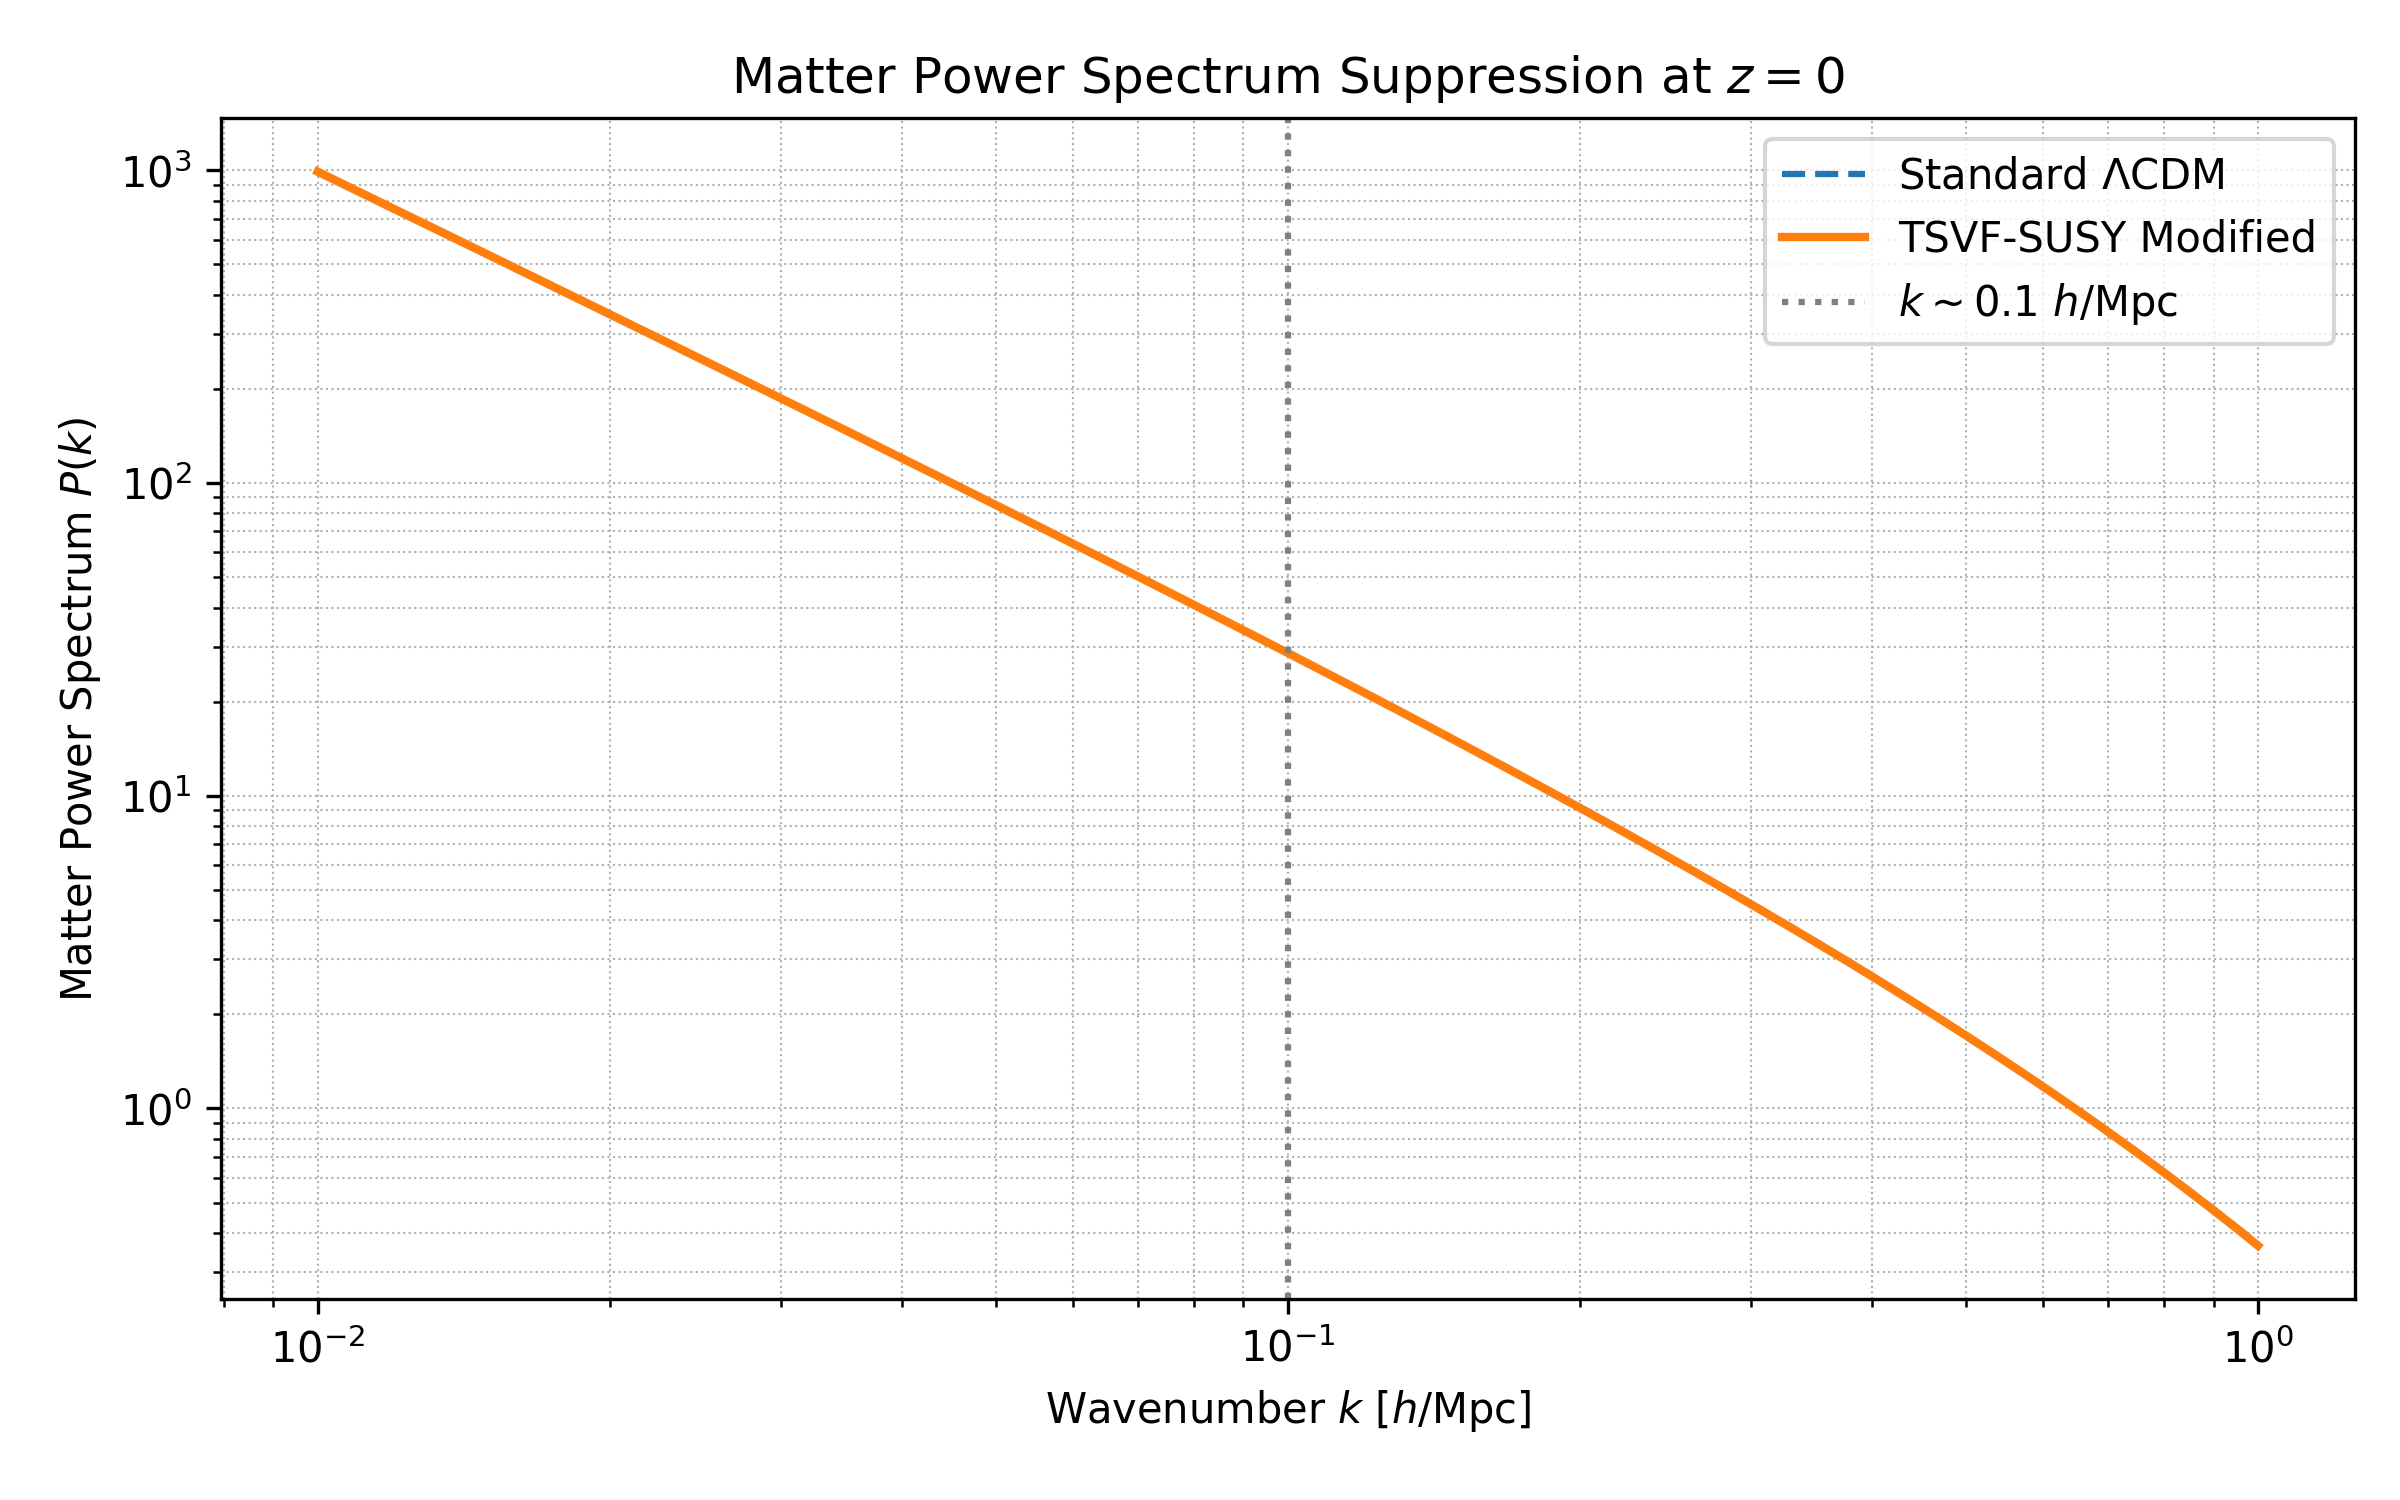 Matter Power Spectrum Suppression at z = 0
Standard ΛCDM
TSVF-SUSY Modified
k ~ 0.1 h/Mpc
Matter Power Spectrum P(k)
10³
10²
10¹
10⁰
10⁻²
10⁻¹
10⁰
Wavenumber k [h/Mpc]